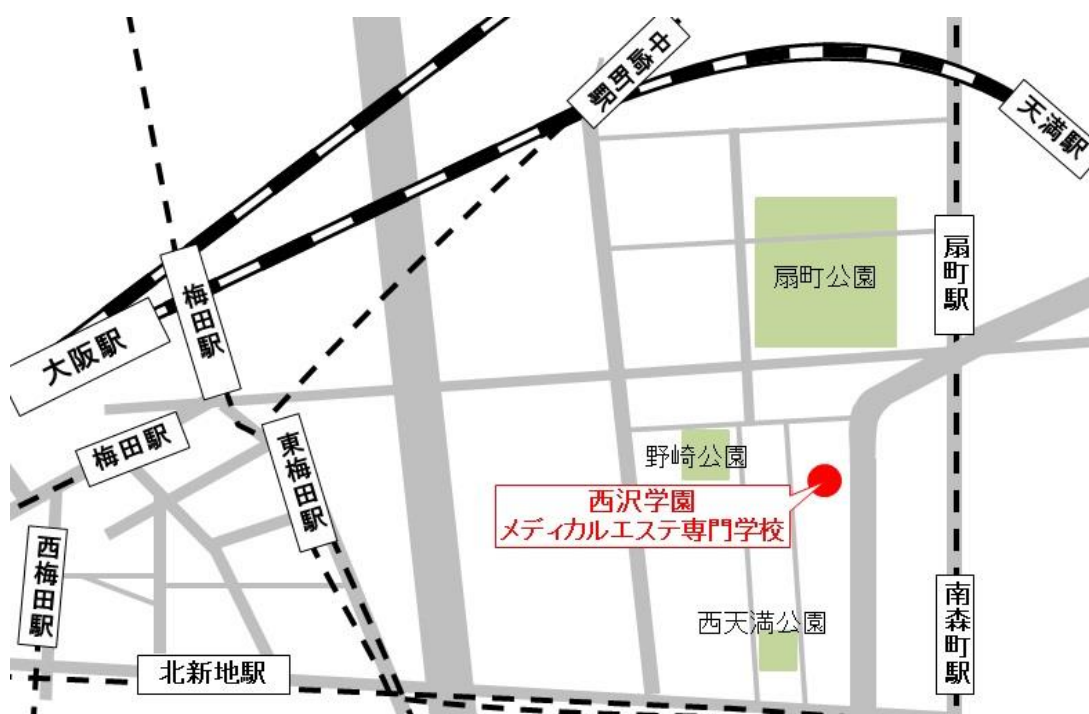 中崎町駅
天満駅
扇町駅
扇町公園
梅田駅
大阪駅
梅田駅
東梅田駅
野崎公園
西沢学園
メディカルエステ専門学校
西梅田駅
南森町駅
西天満公園
北新地駅